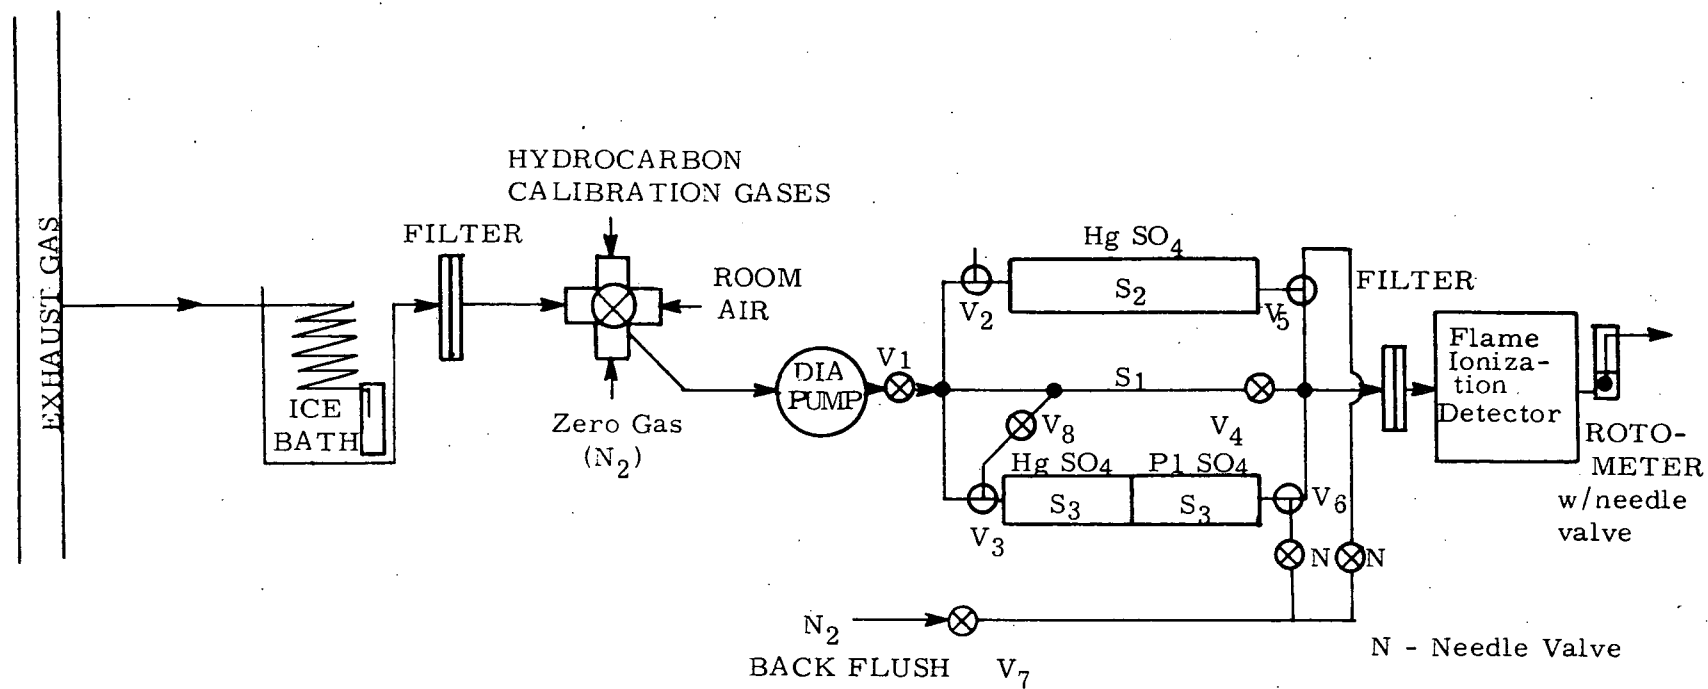 EXHAUST GAS
HYDROCARBON
CALIBRATION GASES
FILTER
ROOM
AIR
ICE
BATH
Zero Gas
(N2)
DIA
PUMP
V1
V2
Hg SO4
S2
V5
FILTER
S1
V8
V4
Hg SO4
Pl SO4
S3
S3
V3
V6
Flame
Ioniza-
tion
Detector
ROTO-
METER
w/needle
valve
N
N
N2
BACK FLUSH
V7
N - Needle Valve